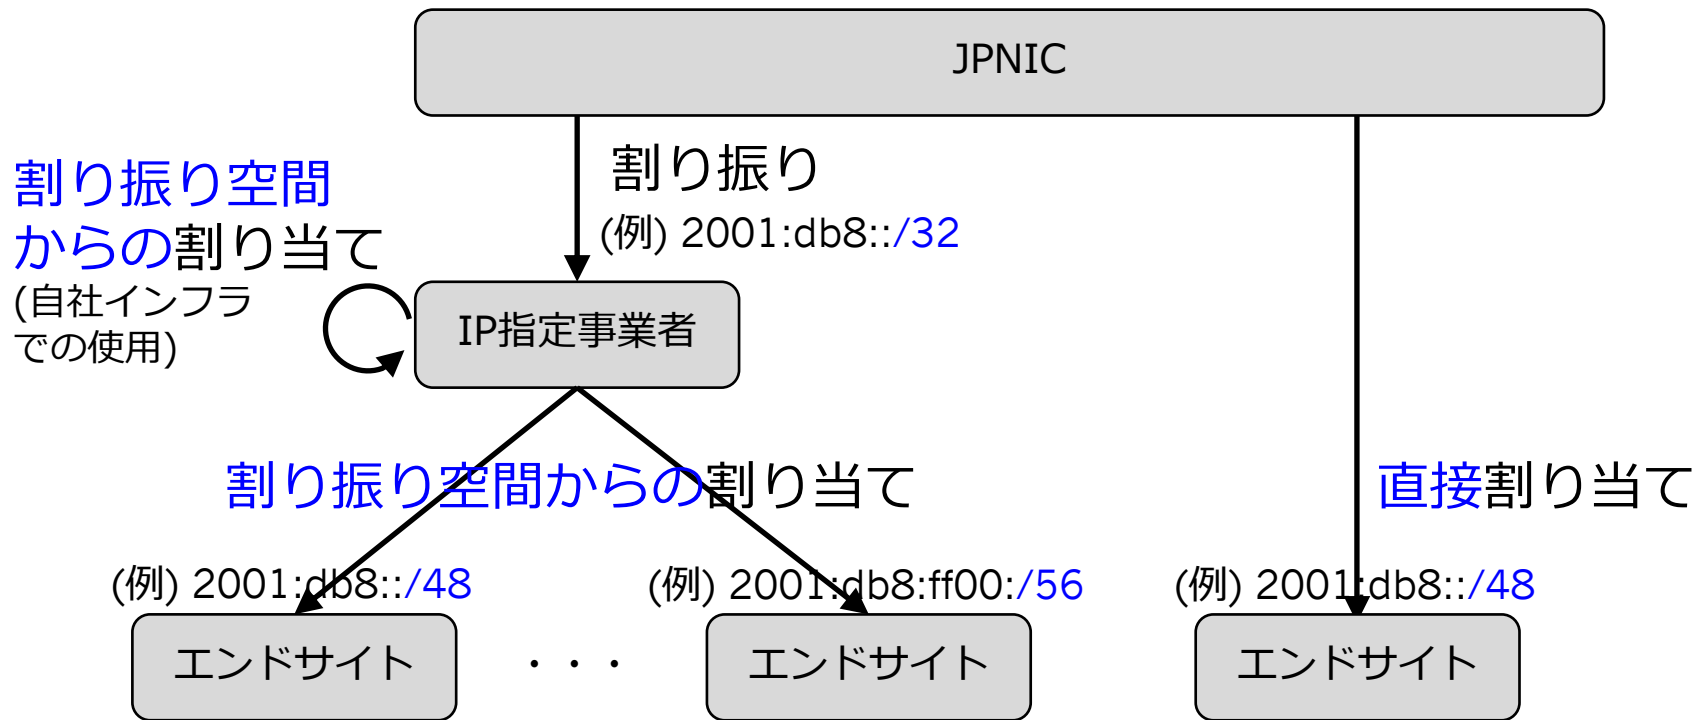 JPNIC
割り振り
(例) 2001:db8::/32
割り振り空間
からの割り当て
(自社インフラ
での使用)
IP指定事業者
割り振り空間からの割り当て
直接割り当て
(例) 2001:db8::/48
(例) 2001:db8:ff00:/56
(例) 2001:db8::/48
エンドサイト
・・・
エンドサイト
エンドサイト